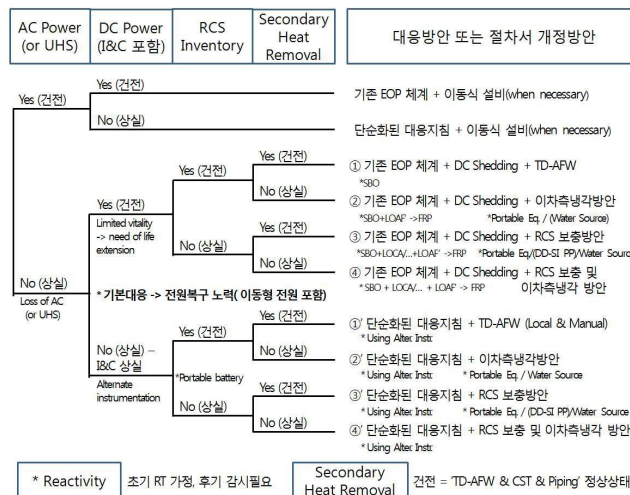 AC Power
(or UHS)
DC Power
(I&C 포함)
RCS
Inventory
Secondary
Heat
Removal
대응방안 또는 절차서 개정방안
Yes (건전)
Yes (건전)
기존 EOP 체계 + 이동식 설비(when necessary)
No (상실)
단순화된 대응지침 + 이동식 설비(when necessary)
No (상실)
Loss of AC
(or UHS)
Yes (건전)
Limited vitality
-> need of life
extension
Yes (건전)
Yes (건전)
① 기존 EOP 체계 + DC Shedding + TD-AFW
*SBO
No (상실)
② 기존 EOP 체계 + DC Shedding + 이차측냉각방안
*SBO+LOAF ->FRP *Portable Eq. / (Water Source)
No (상실)
Yes (건전)
③ 기존 EOP 체계 + DC Shedding + RCS 보충방안
*SBO+LOCA/...+LOAF ->FRP *Portable Eq./(DD-SI PP)/Water Source
No (상실)
④ 기존 EOP 체계 + DC Shedding + RCS 보충 및
* SBO + LOCA/... + LOAF -> FRP 이차측냉각 방안
* 기본대응 -> 전원복구 노력( 이동형 전원 포함)
No (상실) –
I&C 상실
Alternate
instrumentation
Yes (건전)
*Portable battery
Yes (건전)
①' 단순화된 대응지침 + TD-AFW (Local & Manual)
* Using Alter. Instr.
No (상실)
②' 단순화된 대응지침 + 이차측냉각방안
* Using Alter. Instr. * Portable Eq. / Water Source
No (상실)
Yes (건전)
③' 단순화된 대응지침 + RCS 보충방안
* Using Alter. Instr. * Portable Eq. / (DD-SI PP)/Water Source
No (상실)
④' 단순화된 대응지침 + RCS 보충 및 이차측냉각 방안
* Using Alter. Instr.
* Reactivity
초기 RT 가정, 후기 감시필요
Secondary
Heat Removal
건전 = 'TD-AFW & CST & Piping' 정상상태